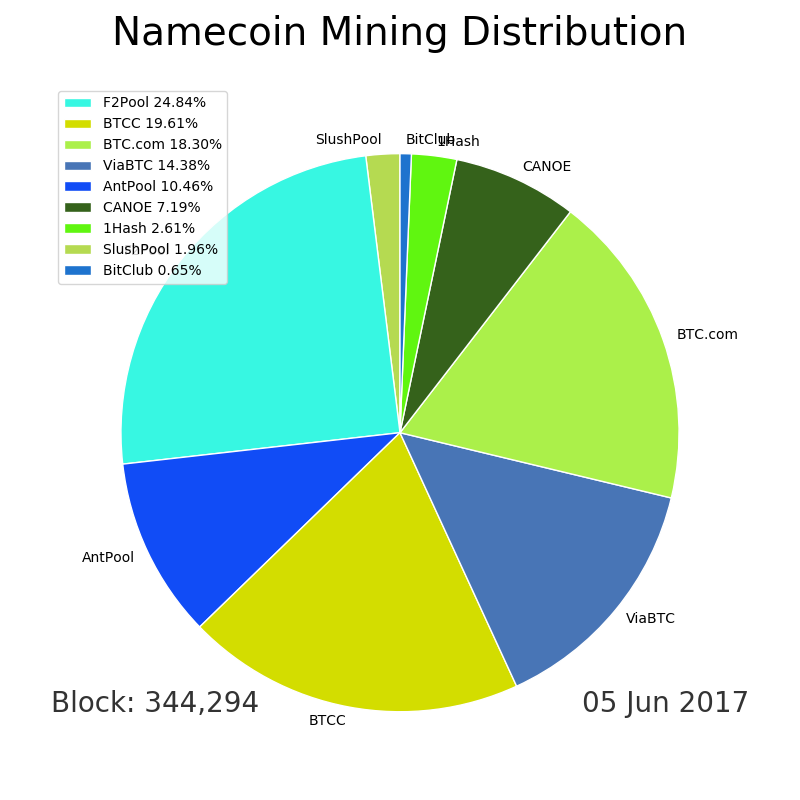 Namecoin Mining Distribution
F2Pool 24.84%
BTCC 19.61%
BTC.com 18.30%
ViaBTC 14.38%
AntPool 10.46%
CANOE 7.19%
1Hash 2.61%
SlushPool 1.96%
BitClub 0.65%
SlushPool
BitClub
1Hash
CANOE
BTC.com
AntPool
ViaBTC
BTCC
Block: 344,294
05 Jun 2017